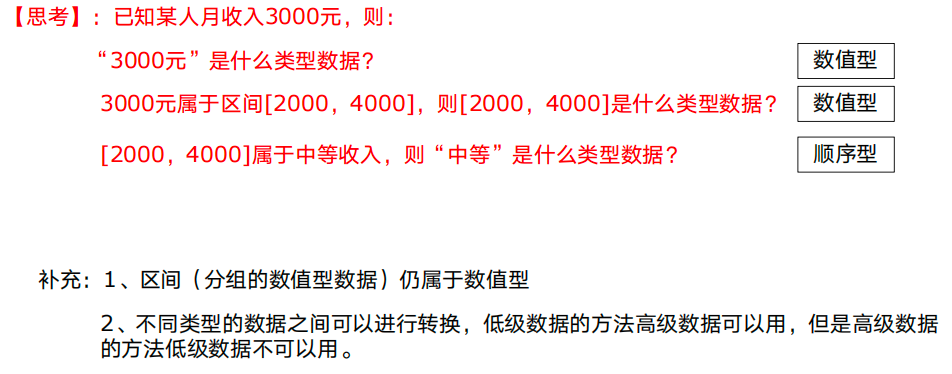 【思考】：已知某人月收入3000元，则：
“3000元”是什么类型数据？ 数值型
3000元属于区间[2000，4000]，则[2000，4000]是什么类型数据？ 数值型
[2000，4000]属于中等收入，则“中等”是什么类型数据？ 顺序型
补充：1、区间（分组的数值型数据）仍属于数值型
2、不同类型的数据之间可以进行转换，低级数据的方法高级数据可以用，但是高级数据
的方法低级数据不可以用。